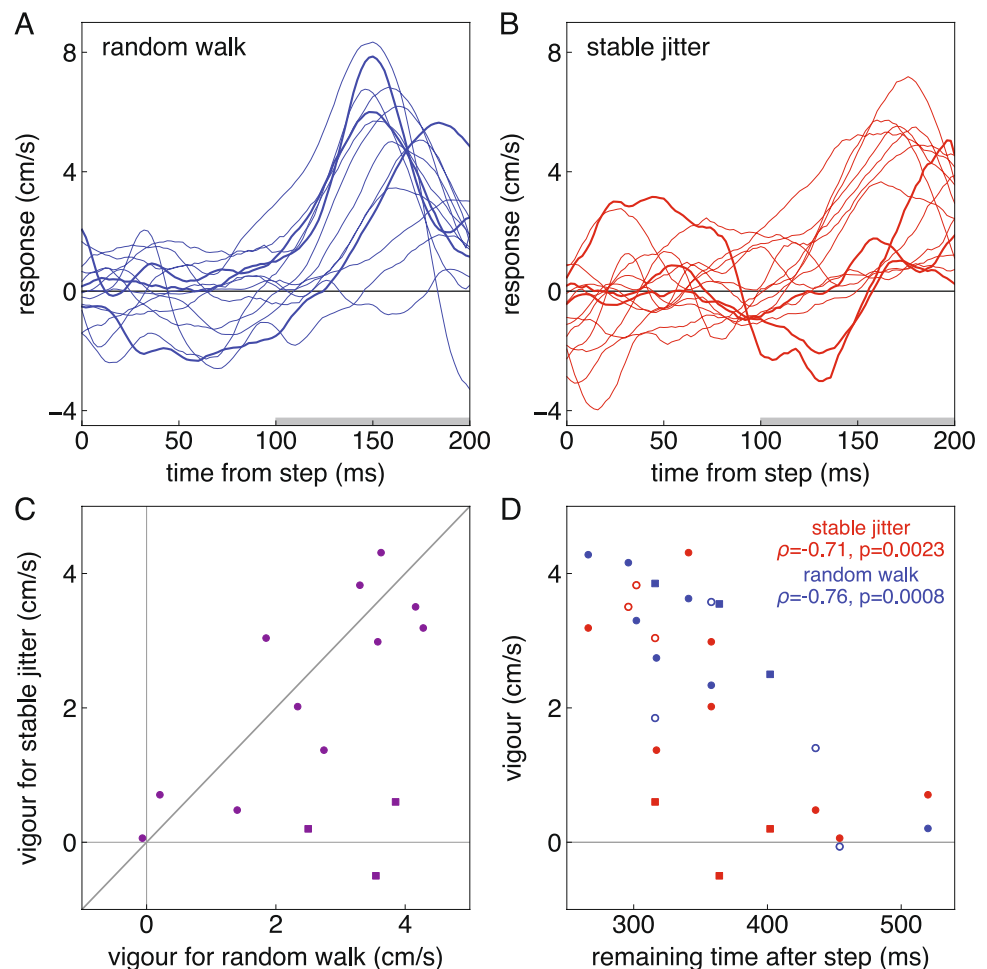 A
random walk
response (cm/s)
8
4
0
−4
0
50
100
150
200
time from step (ms)
B
stable jitter
response (cm/s)
8
4
0
−4
0
50
100
150
200
time from step (ms)
C
vigour for stable jitter (cm/s)
4
2
0
0
2
4
vigour for random walk (cm/s)
D
stable jitter
ρ=-0.71, p=0.0023
random walk
ρ=-0.76, p=0.0008
vigour (cm/s)
4
2
0
300
400
500
remaining time after step (ms)